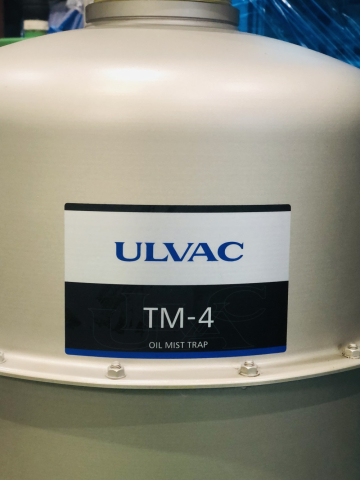 ULVAC
TM-4
OIL MIST TRAP